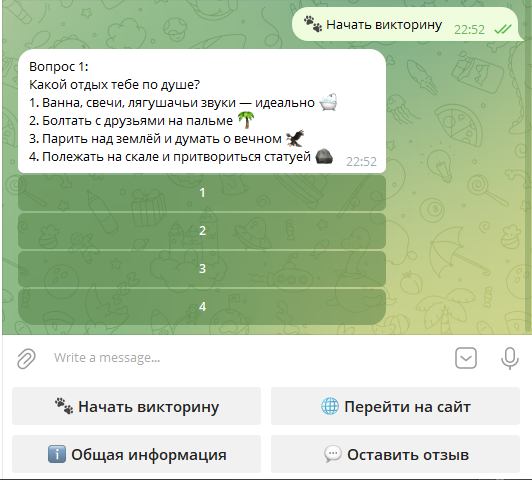 🐾 Начать викторину 22:52
Вопрос 1:
Какой отдых тебе по душе?
1. Ванна, свечи, лягушачьи звуки — идеально 🛁
2. Болтать с друзьями на пальме 🌴
3. Парить над землёй и думать о вечном 🦅
4. Полежать на скале и притвориться статуей 🪨 22:52
1
2
3
4
Write a message...
🐾 Начать викторину
🌐 Перейти на сайт
ℹ️ Общая информация
💬 Оставить отзыв